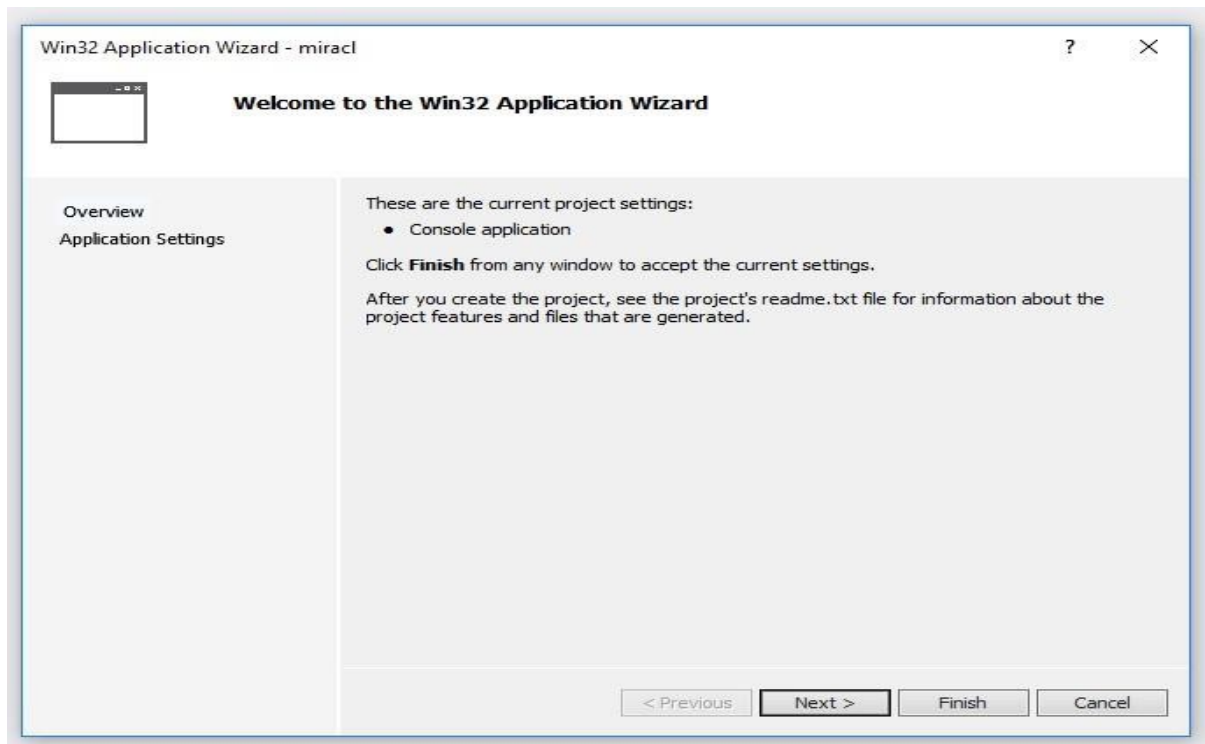 Win32 Application Wizard - miracl
?
Welcome to the Win32 Application Wizard
Overview
Application Settings
These are the current project settings:
• Console application
Click Finish from any window to accept the current settings.
After you create the project, see the project's readme.txt file for information about the
project features and files that are generated.
< Previous
Next >
Finish
Cancel